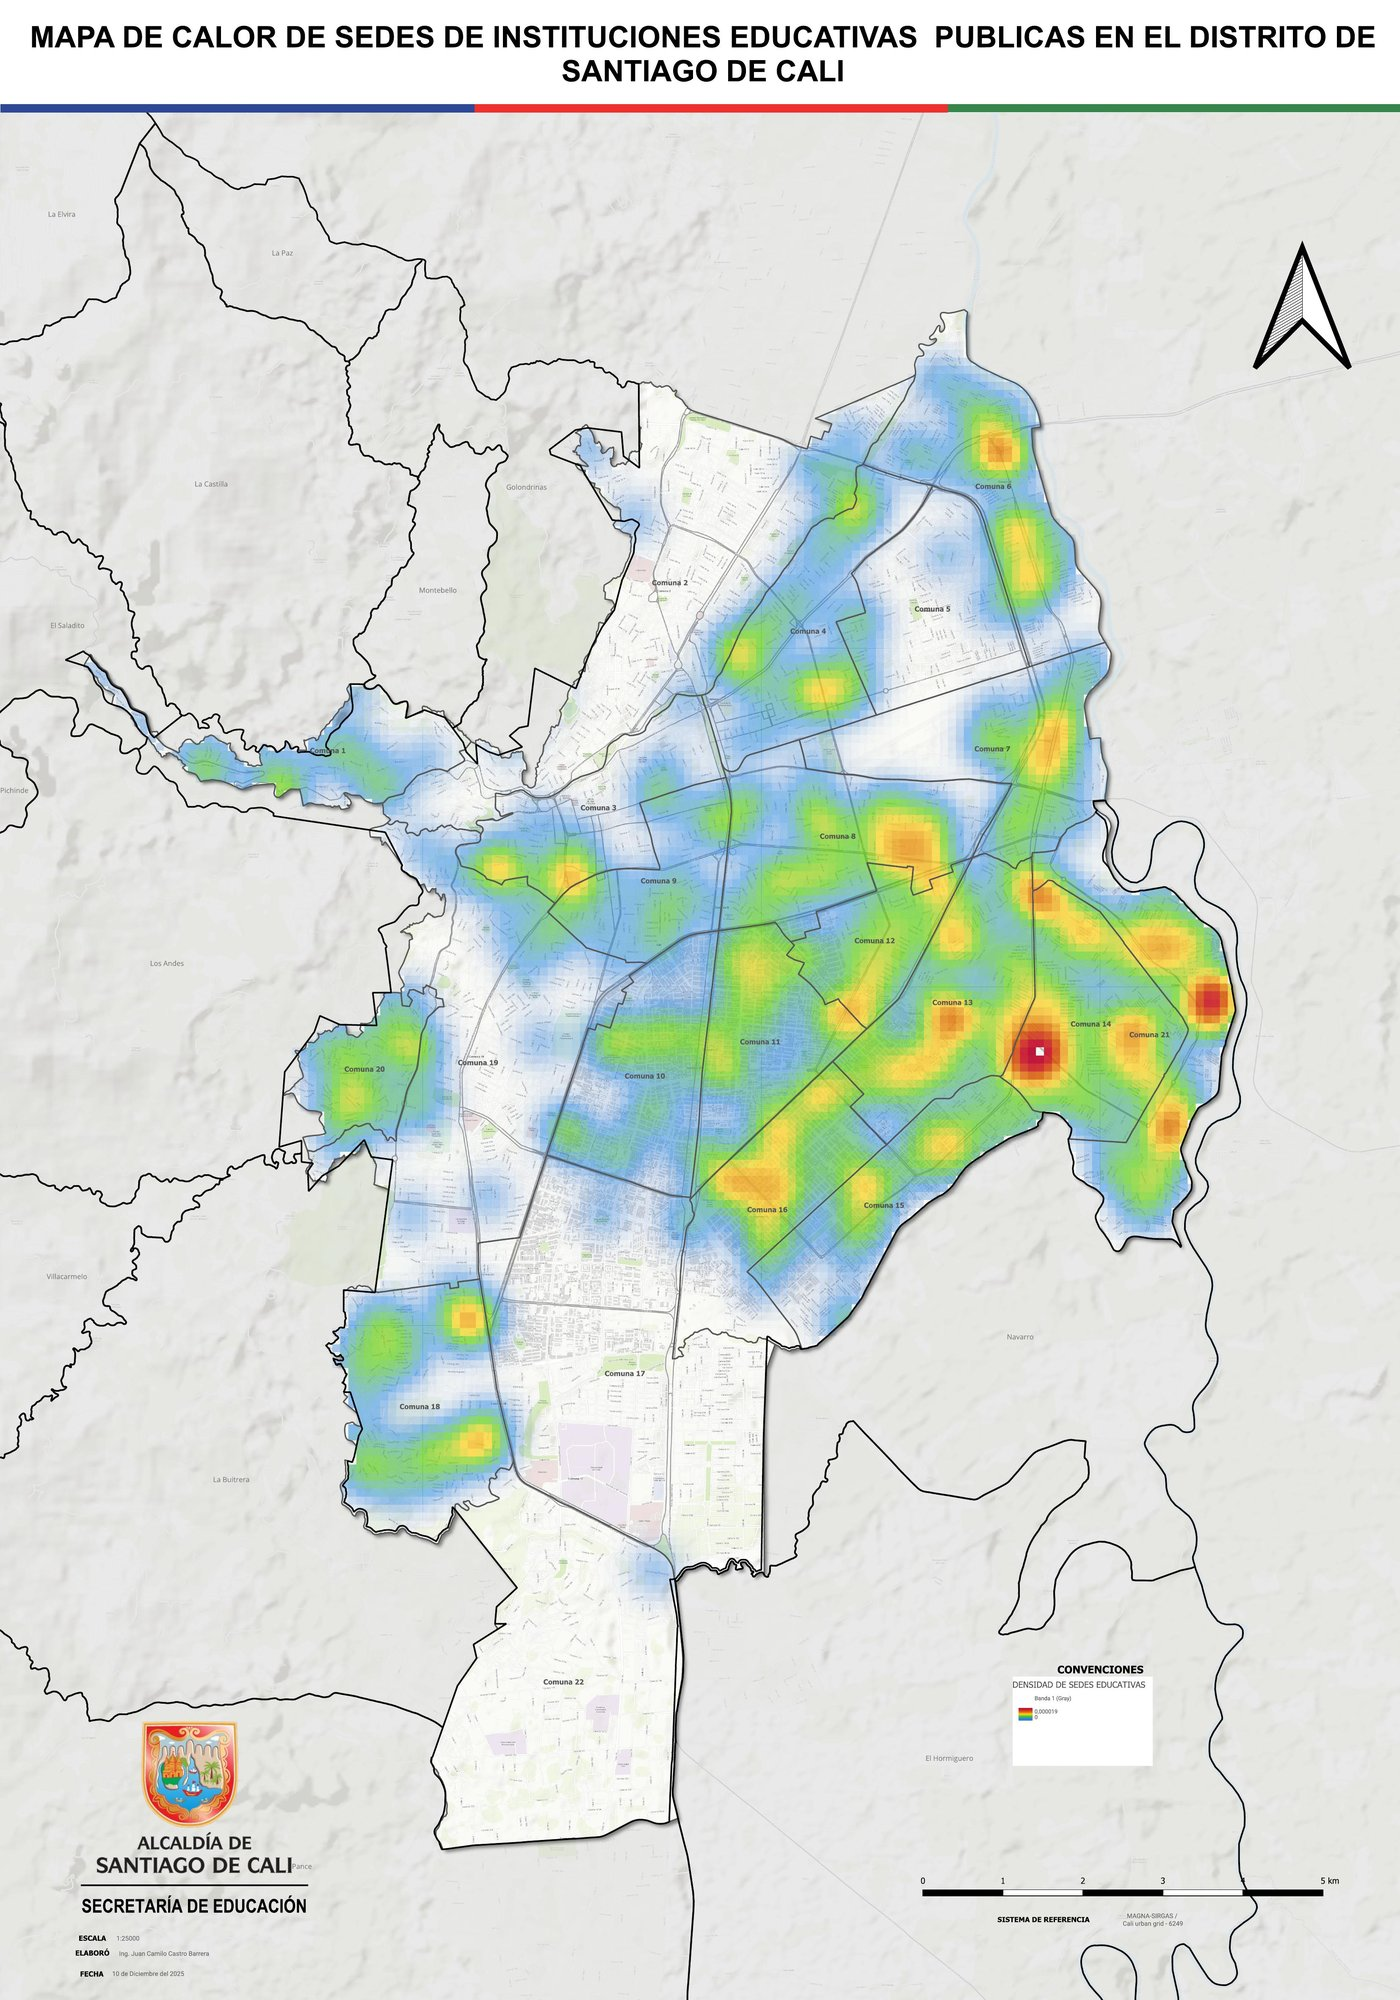 MAPA DE CALOR DE SEDES DE INSTITUCIONES EDUCATIVAS  PUBLICAS EN EL DISTRITO DE
SANTIAGO DE CALI
La Elvira
La Paz
La Castilla
Golondrinas
Comuna 6
Montebello
Comuna 2
Comuna 5
El Saladito
Comuna 4
Comuna 1
Comuna 7
Pichinde
Comuna 3
Comuna 8
Comuna 9
Comuna 12
Los Andes
Comuna 13
Comuna 14
Comuna 21
Comuna 11
Comuna 19
Comuna 20
Comuna 10
Comuna 15
Comuna 16
Villacarmelo
Navarro
Comuna 17
Comuna 18
La Buitrera
Comuna 22
CONVENCIONES
DENSIDAD DE SEDES EDUCATIVAS
Banda 1 (Gray)
0,000019
0
El Hormiguero
ALCALDÍA DE
SANTIAGO DE CALI
Pance
SECRETARÍA DE EDUCACIÓN
0 1 2 3 4 5 km
SISTEMA DE REFERENCIA
MAGNA-SIRGAS /
Cali urban grid - 6249
ESCALA 1:25000
ELABORÓ Ing. Juan Camilo Castro Barrera
FECHA 10 de Diciembre del 2025